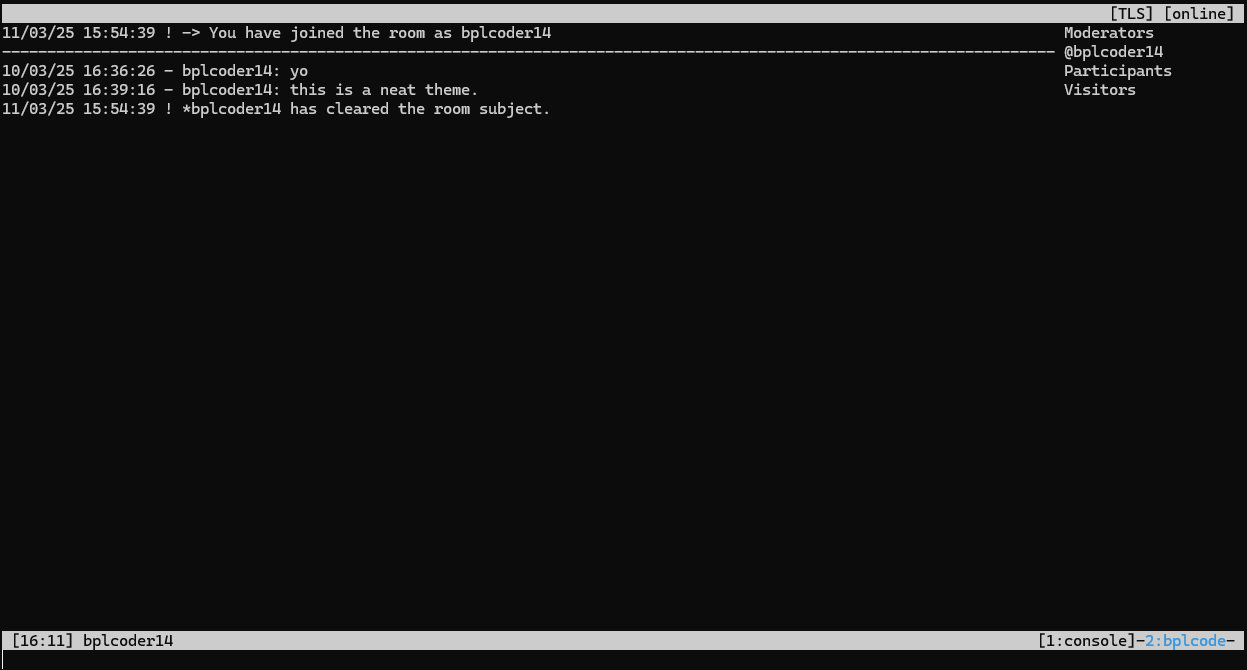 [TLS] [online]
11/03/25 15:54:39 ! -> You have joined the room as bplcoder14
10/03/25 16:36:26 - bplcoder14: yo
10/03/25 16:39:16 - bplcoder14: this is a neat theme.
11/03/25 15:54:39 ! *bplcoder14 has cleared the room subject.
Moderators
@bplcoder14
Participants
Visitors
[16:11] bplcoder14
[1:console]-2:bplcode-